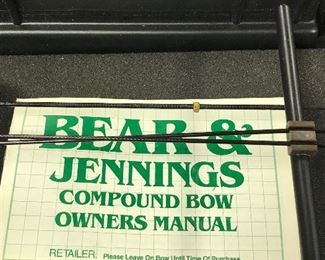 BEAR &
JENNINGS
COMPOUND BOW
OWNERS MANUAL
RETAILER: Please Leave On Bow Until Time Of Purchase